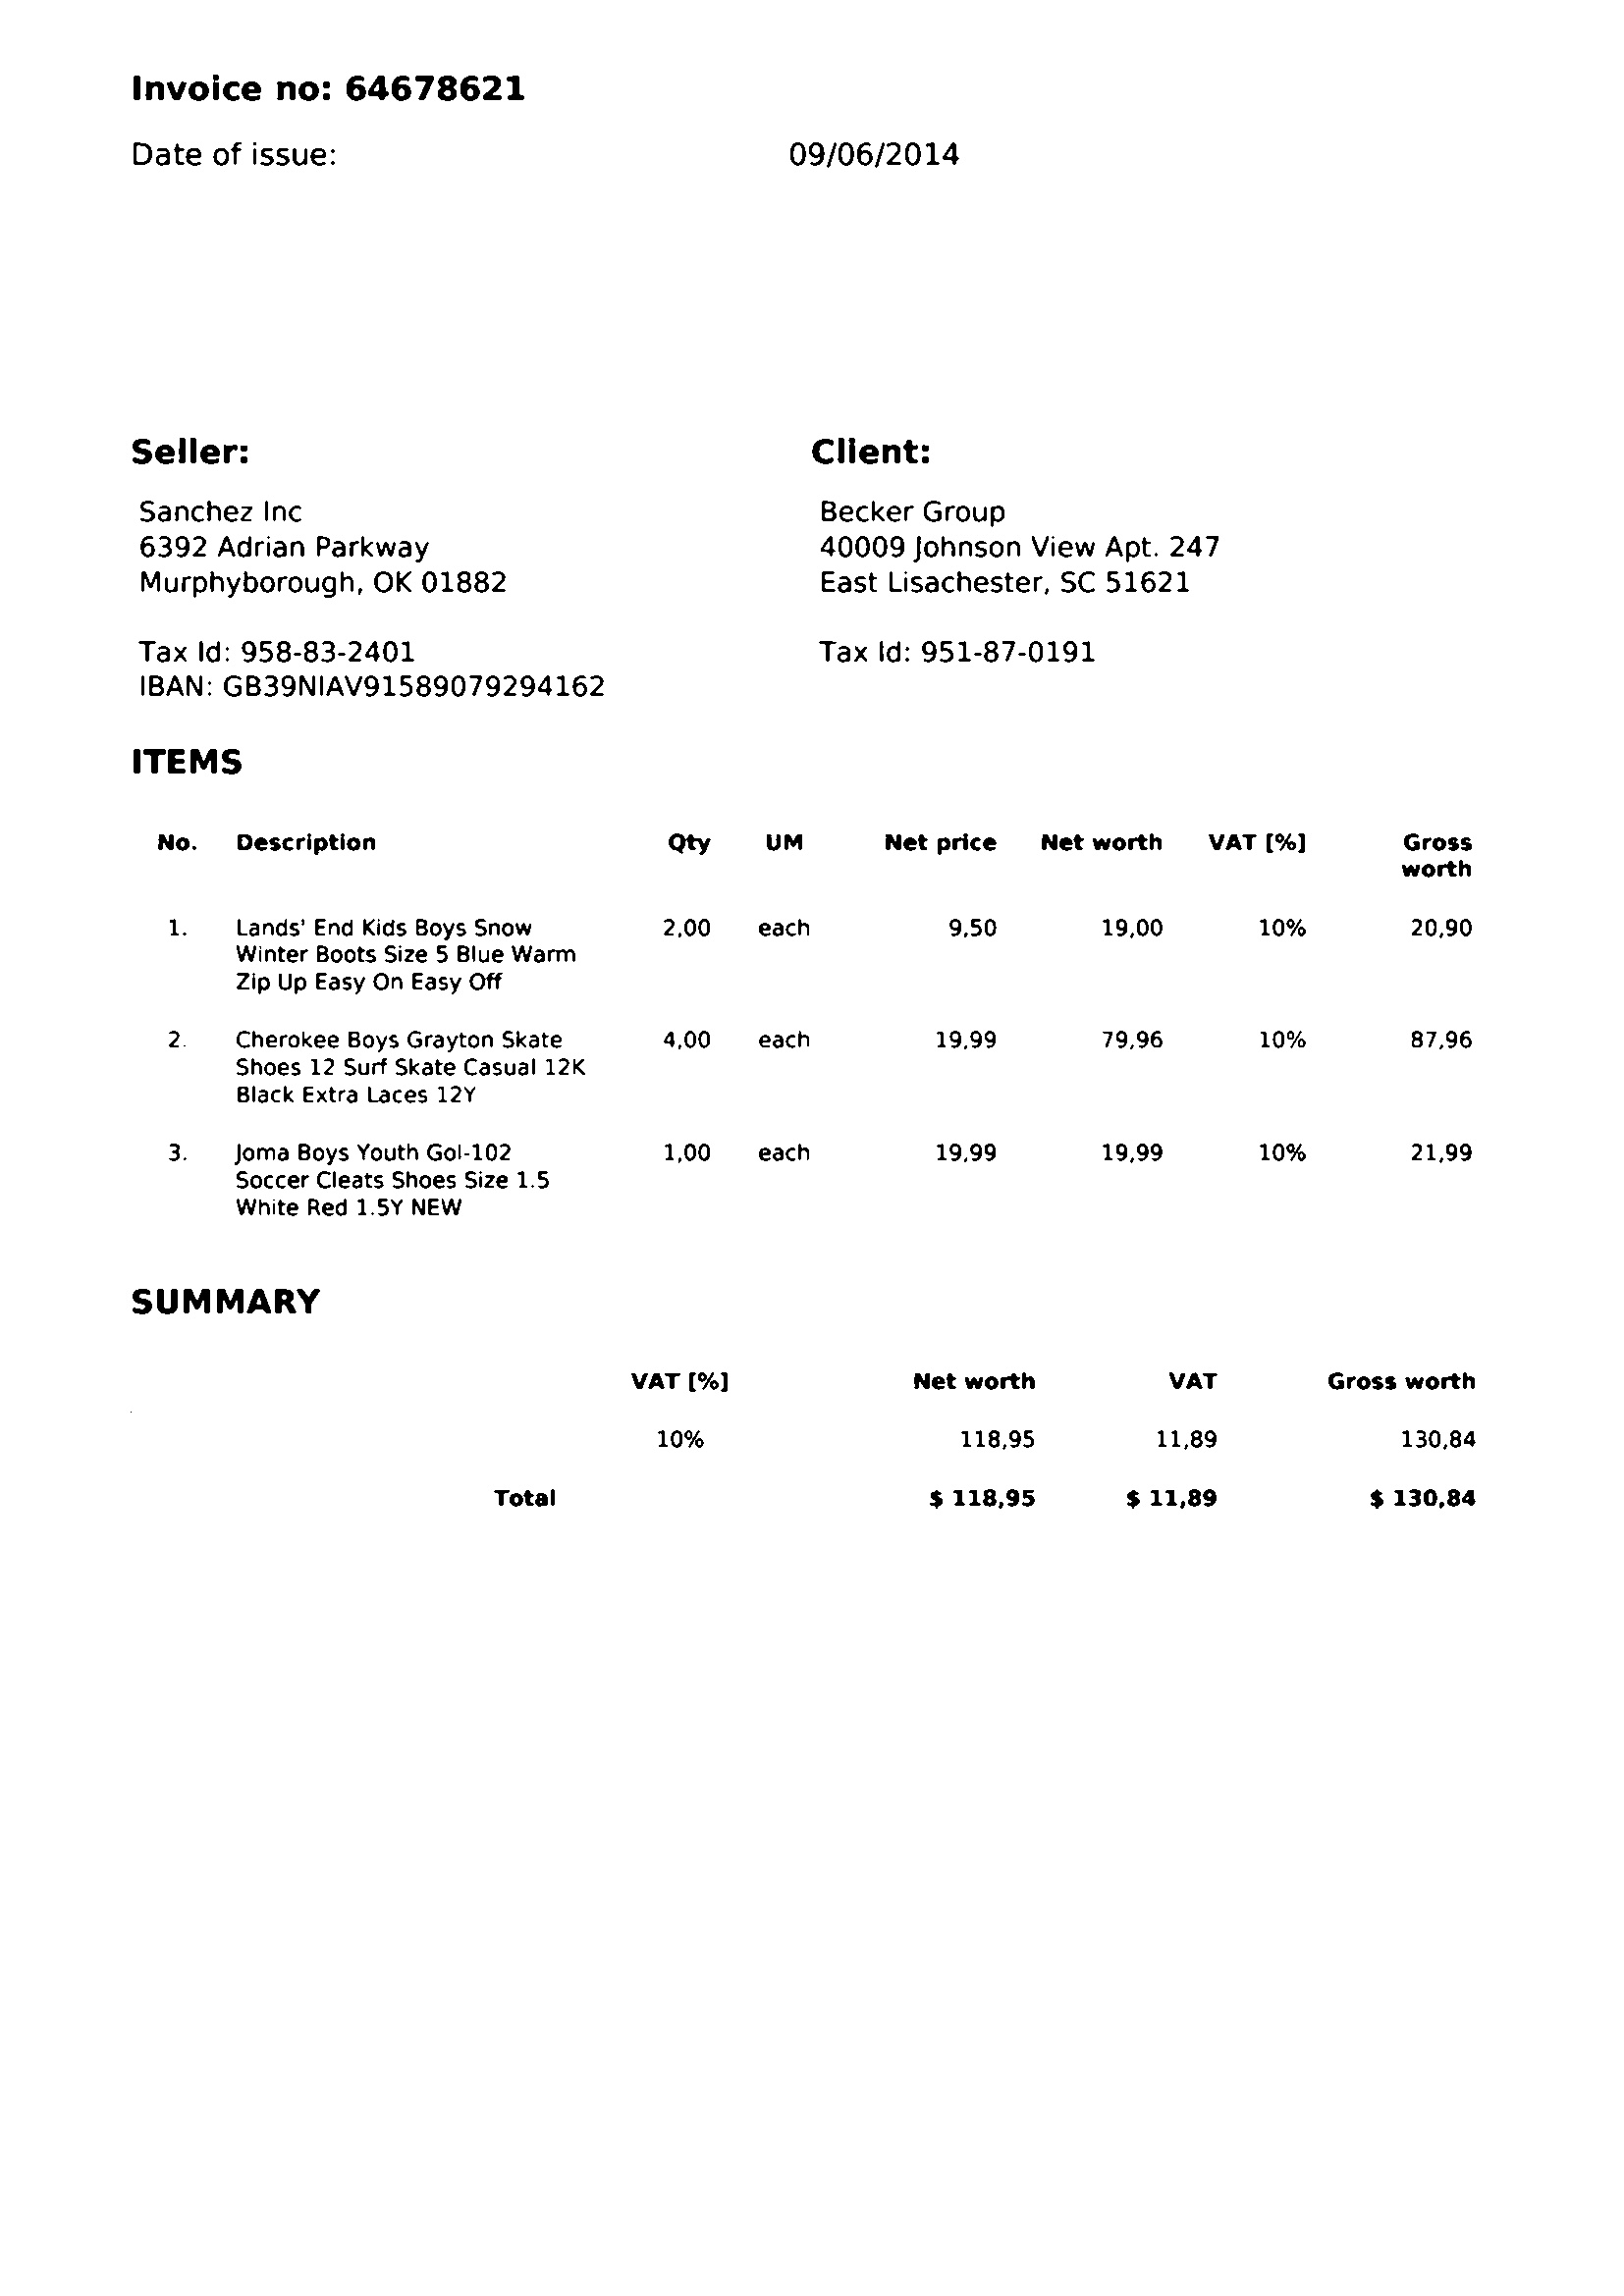 Invoice no: 64678621
Date of issue: 09/06/2014
Seller:
Sanchez Inc
6392 Adrian Parkway
Murphyborough, OK 01882
Tax Id: 958-83-2401
IBAN: GB39NIAV91589079294162
Client:
Becker Group
40009 Johnson View Apt. 247
East Lisachester, SC 51621
Tax Id: 951-87-0191
ITEMS
No. Description Qty UM Net price Net worth VAT [%] Gross
worth
1. Lands' End Kids Boys Snow 2,00 each 9,50 19,00 10% 20,90
Winter Boots Size 5 Blue Warm
Zip Up Easy On Easy Off
2. Cherokee Boys Grayton Skate 4,00 each 19,99 79,96 10% 87,96
Shoes 12 Surf Skate Casual 12K
Black Extra Laces 12Y
3. Joma Boys Youth Gol-102 1,00 each 19,99 19,99 10% 21,99
Soccer Cleats Shoes Size 1.5
White Red 1.5Y NEW
SUMMARY
VAT [%] Net worth VAT Gross worth
10% 118,95 11,89 130,84
Total $ 118,95 $ 11,89 $ 130,84